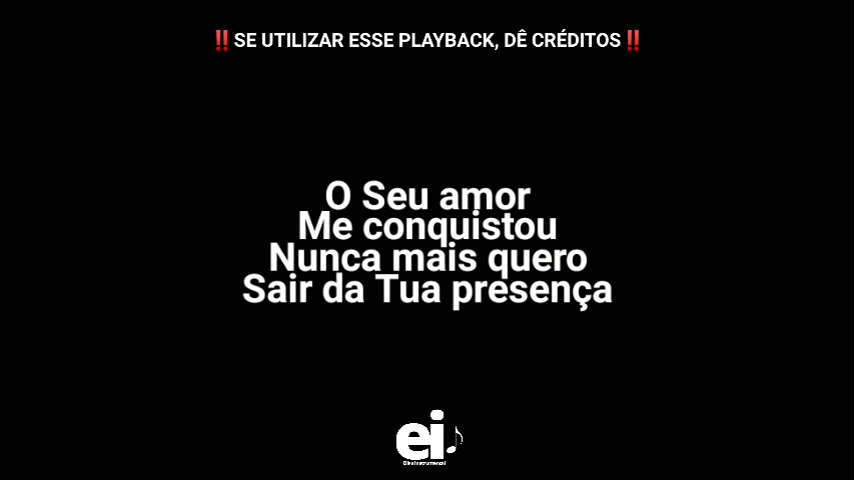 ‼️SE UTILIZAR ESSE PLAYBACK, DÊ CRÉDITOS‼️
O Seu amor
Me conquistou
Nunca mais quero
Sair da Tua presença
ei